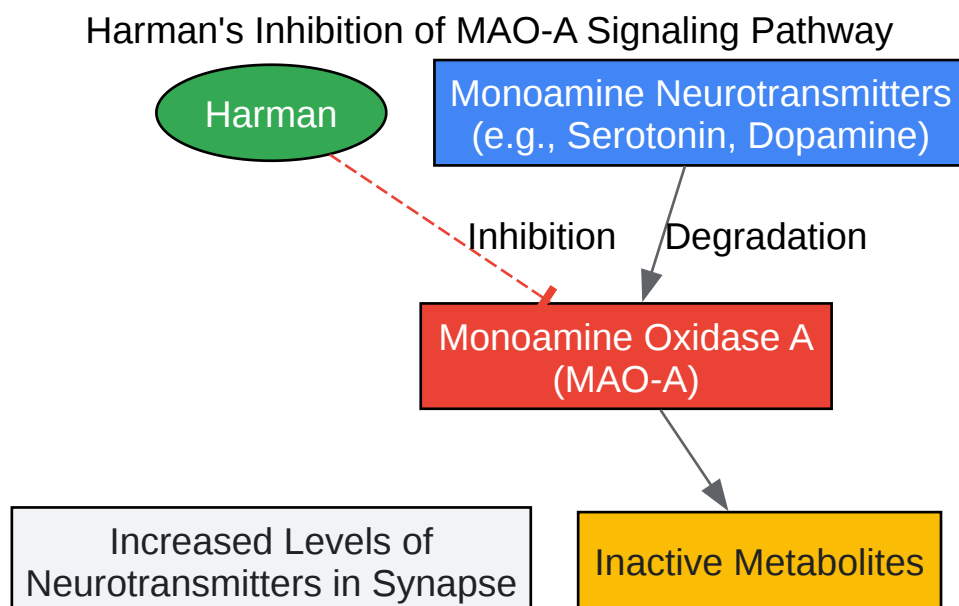 Harman's Inhibition of MAO-A Signaling Pathway
Harman
Monoamine Neurotransmitters
(e.g., Serotonin, Dopamine)
Inhibition
Degradation
Monoamine Oxidase A
(MAO-A)
Increased Levels of
Neurotransmitters in Synapse
Inactive Metabolites